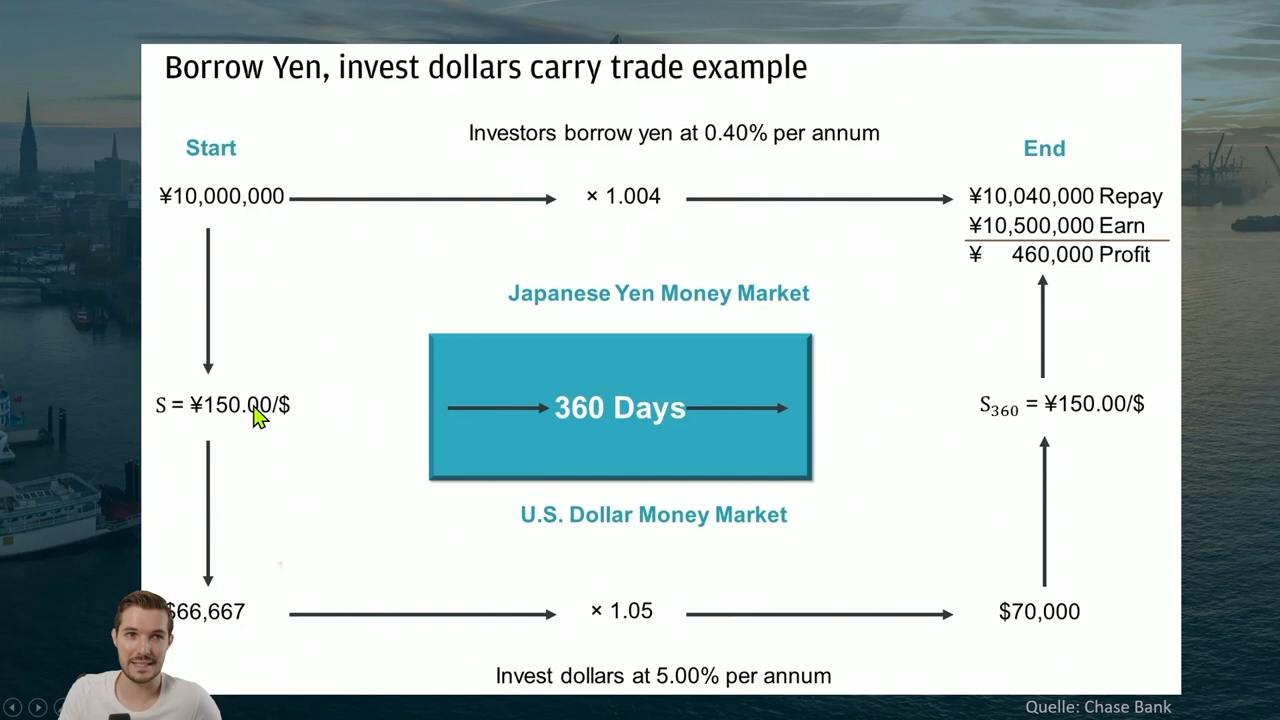 Borrow Yen, invest dollars carry trade example
Investors borrow yen at 0.40% per annum
Start
End
¥10,000,000
× 1.004
¥10,040,000 Repay
¥10,500,000 Earn
¥ 460,000 Profit
Japanese Yen Money Market
S = ¥150.00/$
360 Days
S₃₆₀ = ¥150.00/$
U.S. Dollar Money Market
$66,667
× 1.05
$70,000
Invest dollars at 5.00% per annum
Quelle: Chase Bank